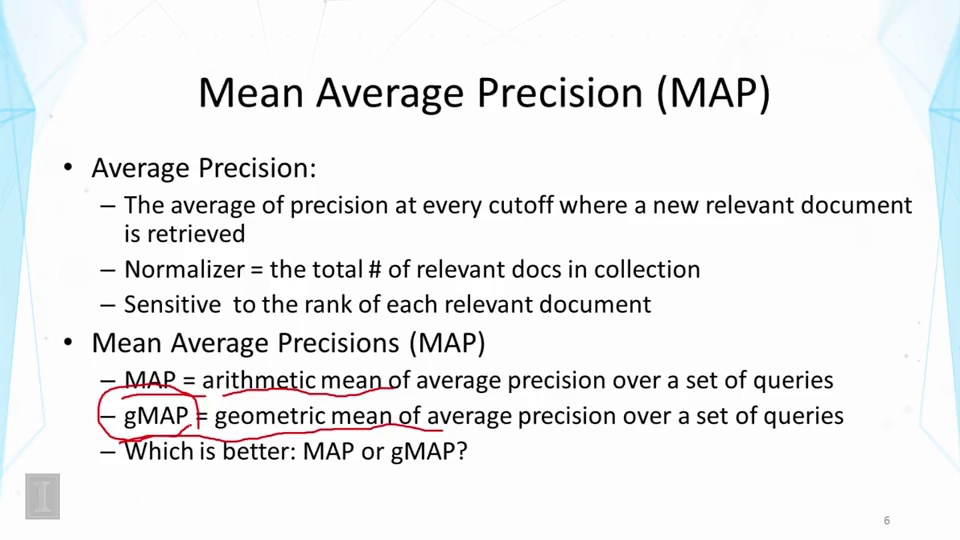 Mean Average Precision (MAP)
• Average Precision:
– The average of precision at every cutoff where a new relevant document
is retrieved
– Normalizer = the total # of relevant docs in collection
– Sensitive to the rank of each relevant document
• Mean Average Precisions (MAP)
– MAP = arithmetic mean of average precision over a set of queries
– gMAP = geometric mean of average precision over a set of queries
– Which is better: MAP or gMAP?
I
6